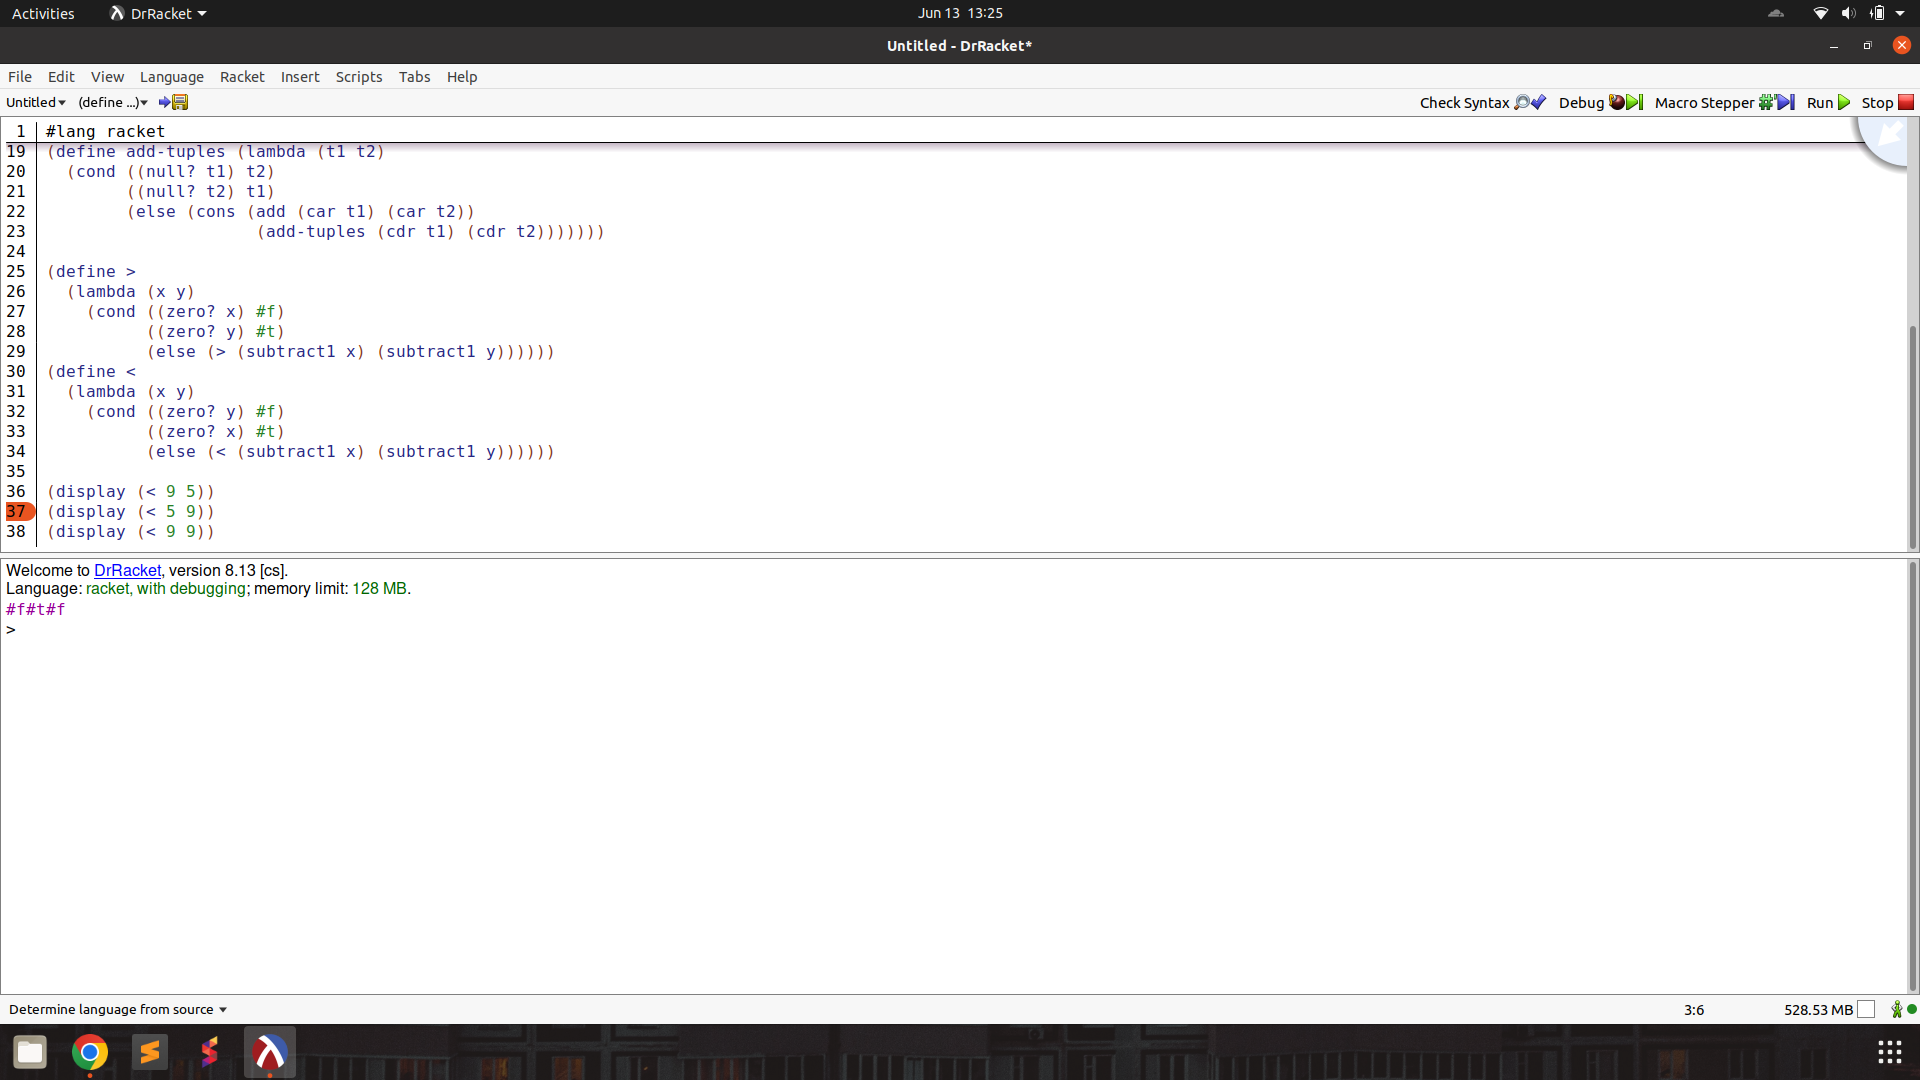 Activities DrRacket Jun 13 13:25
Untitled - DrRacket*
File Edit View Language Racket Insert Scripts Tabs Help
Untitled (define ...) Check Syntax Debug Macro Stepper Run Stop
1 #lang racket
19 (define add-tuples (lambda (t1 t2)
20   (cond ((null? t1) t2)
21         ((null? t2) t1)
22         (else (cons (add (car t1) (car t2))
23                      (add-tuples (cdr t1) (cdr t2)))))))
24
25 (define >
26   (lambda (x y)
27     (cond ((zero? x) #f)
28           ((zero? y) #t)
29           (else (> (subtract1 x) (subtract1 y))))))
30 (define <
31   (lambda (x y)
32     (cond ((zero? y) #f)
33           ((zero? x) #t)
34           (else (< (subtract1 x) (subtract1 y))))))
35
36 (display (< 9 5))
37 (display (< 5 9))
38 (display (< 9 9))
Welcome to DrRacket, version 8.13 [cs].
Language: racket, with debugging; memory limit: 128 MB.
#f#t#f
>
Determine language from source 3:6 528.53 MB